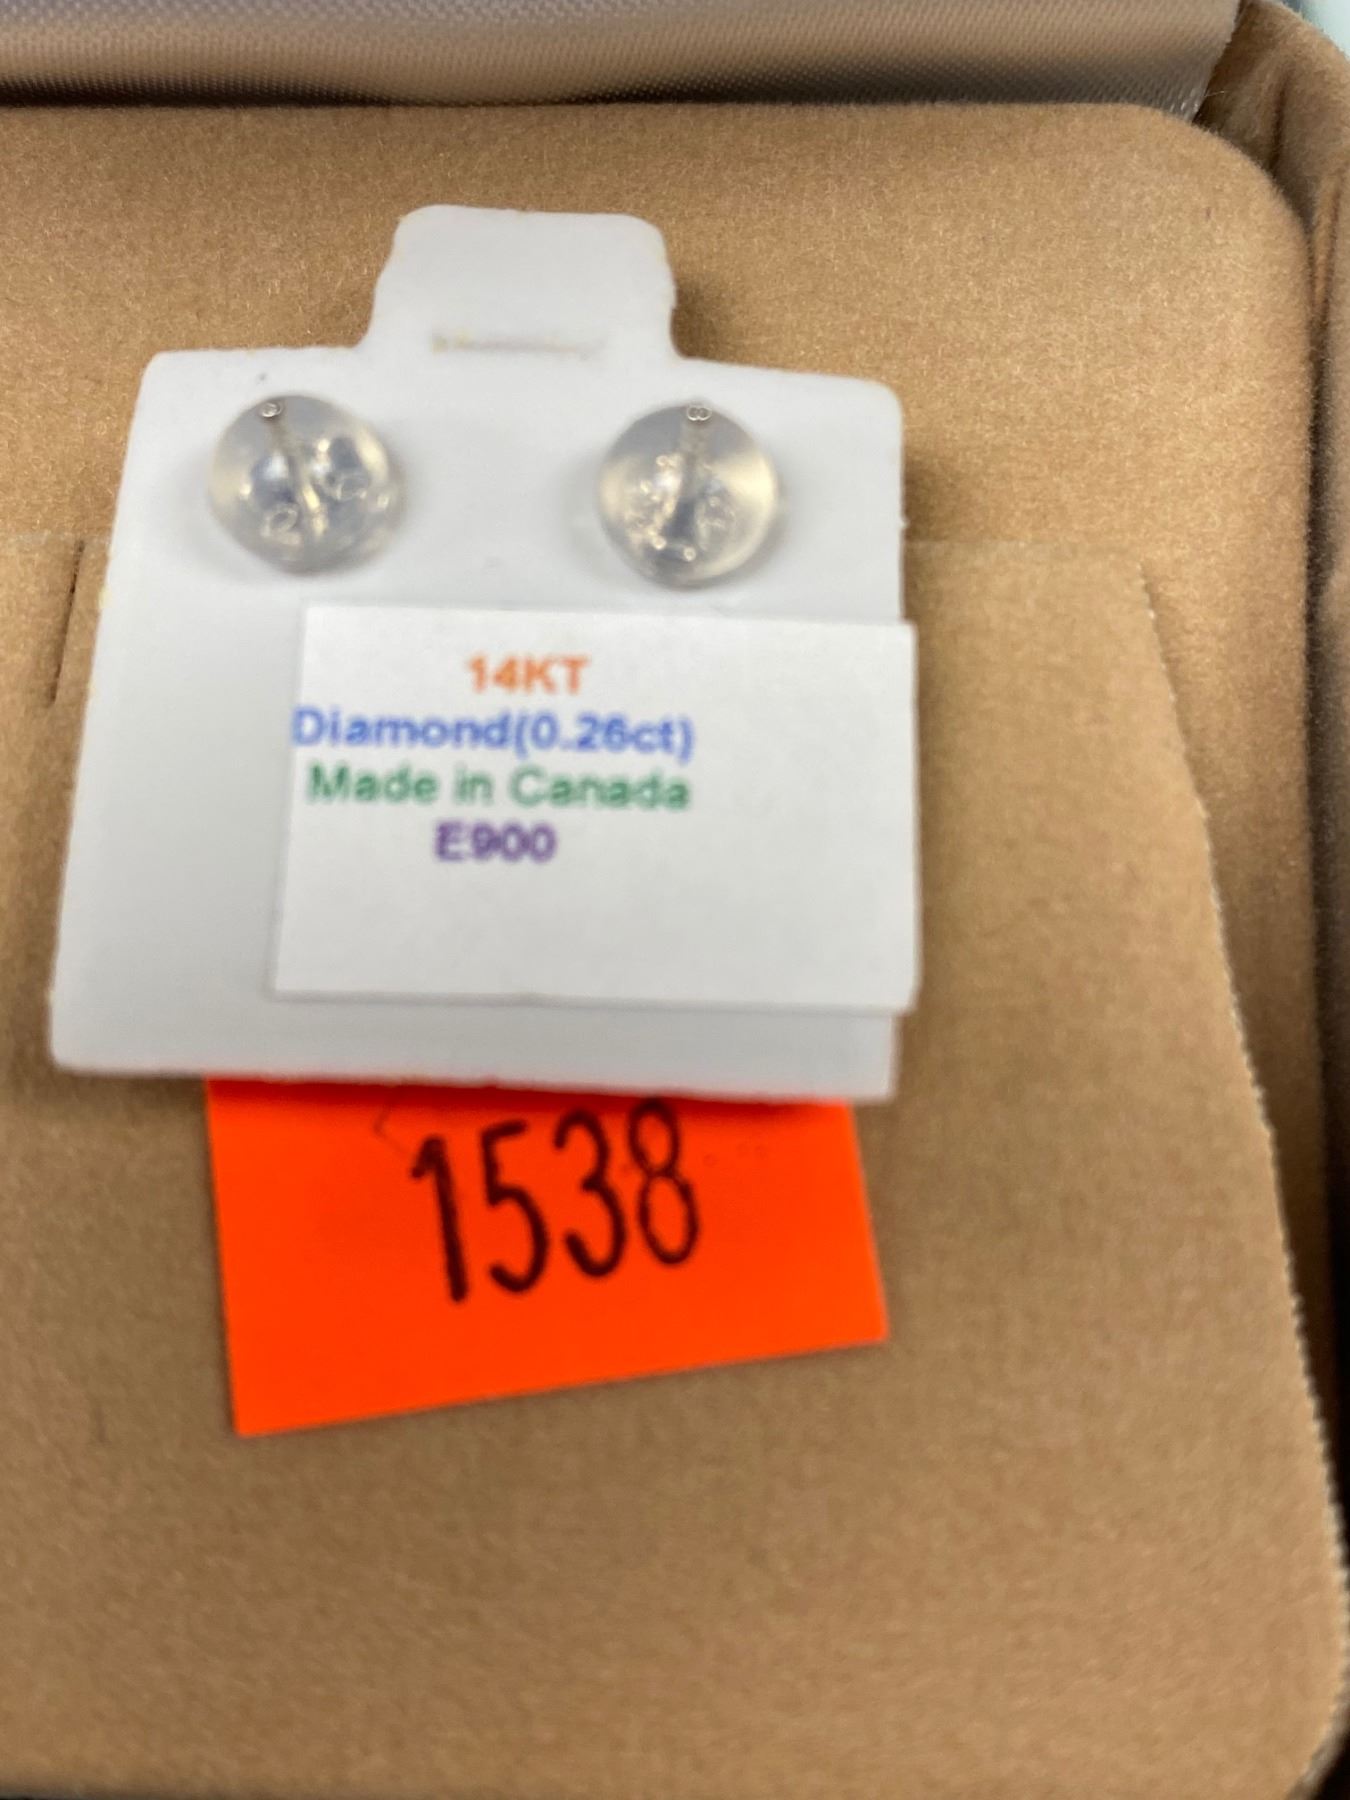 14KT
Diamond(0.26ct)
Made in Canada
E900
1538